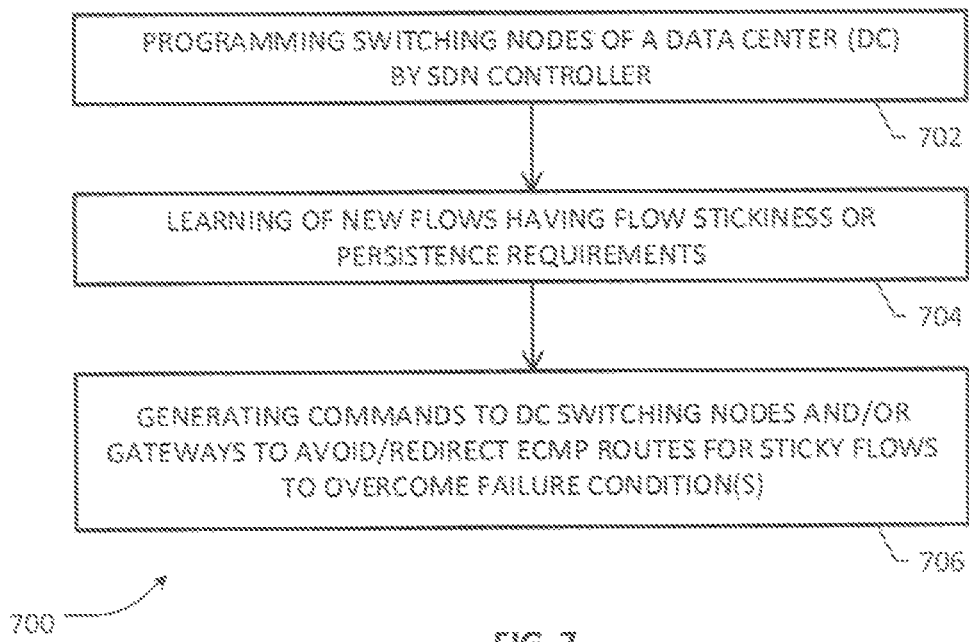 PROGRAMMING SWITCHING NODES OF A DATA CENTER (DC)
BY SDN CONTROLLER
702
LEARNING OF NEW FLOWS HAVING FLOW STICKINESS OR
PERSISTENCE REQUIREMENTS
704
GENERATING COMMANDS TO DC SWITCHING NODES AND/OR
GATEWAYS TO AVOID/REDIRECT ECMP ROUTES FOR STICKY FLOWS
TO OVERCOME FAILURE CONDITION(S)
706
700
FIG. 7